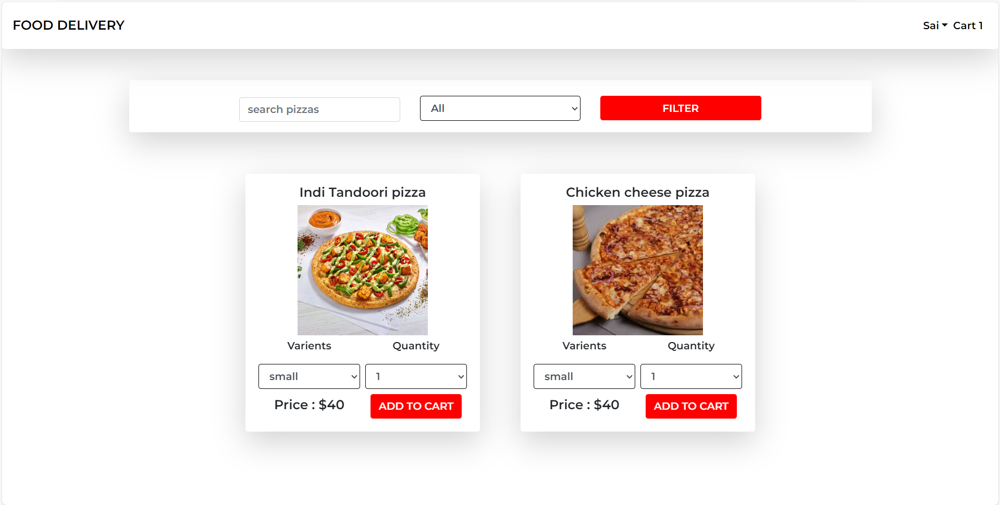 FOOD DELIVERY
Sai Cart 1
search pizzas
All
FILTER
Indi Tandoori pizza
Varients Quantity
small 1
Price : $40 ADD TO CART
Chicken cheese pizza
Varients Quantity
small 1
Price : $40 ADD TO CART